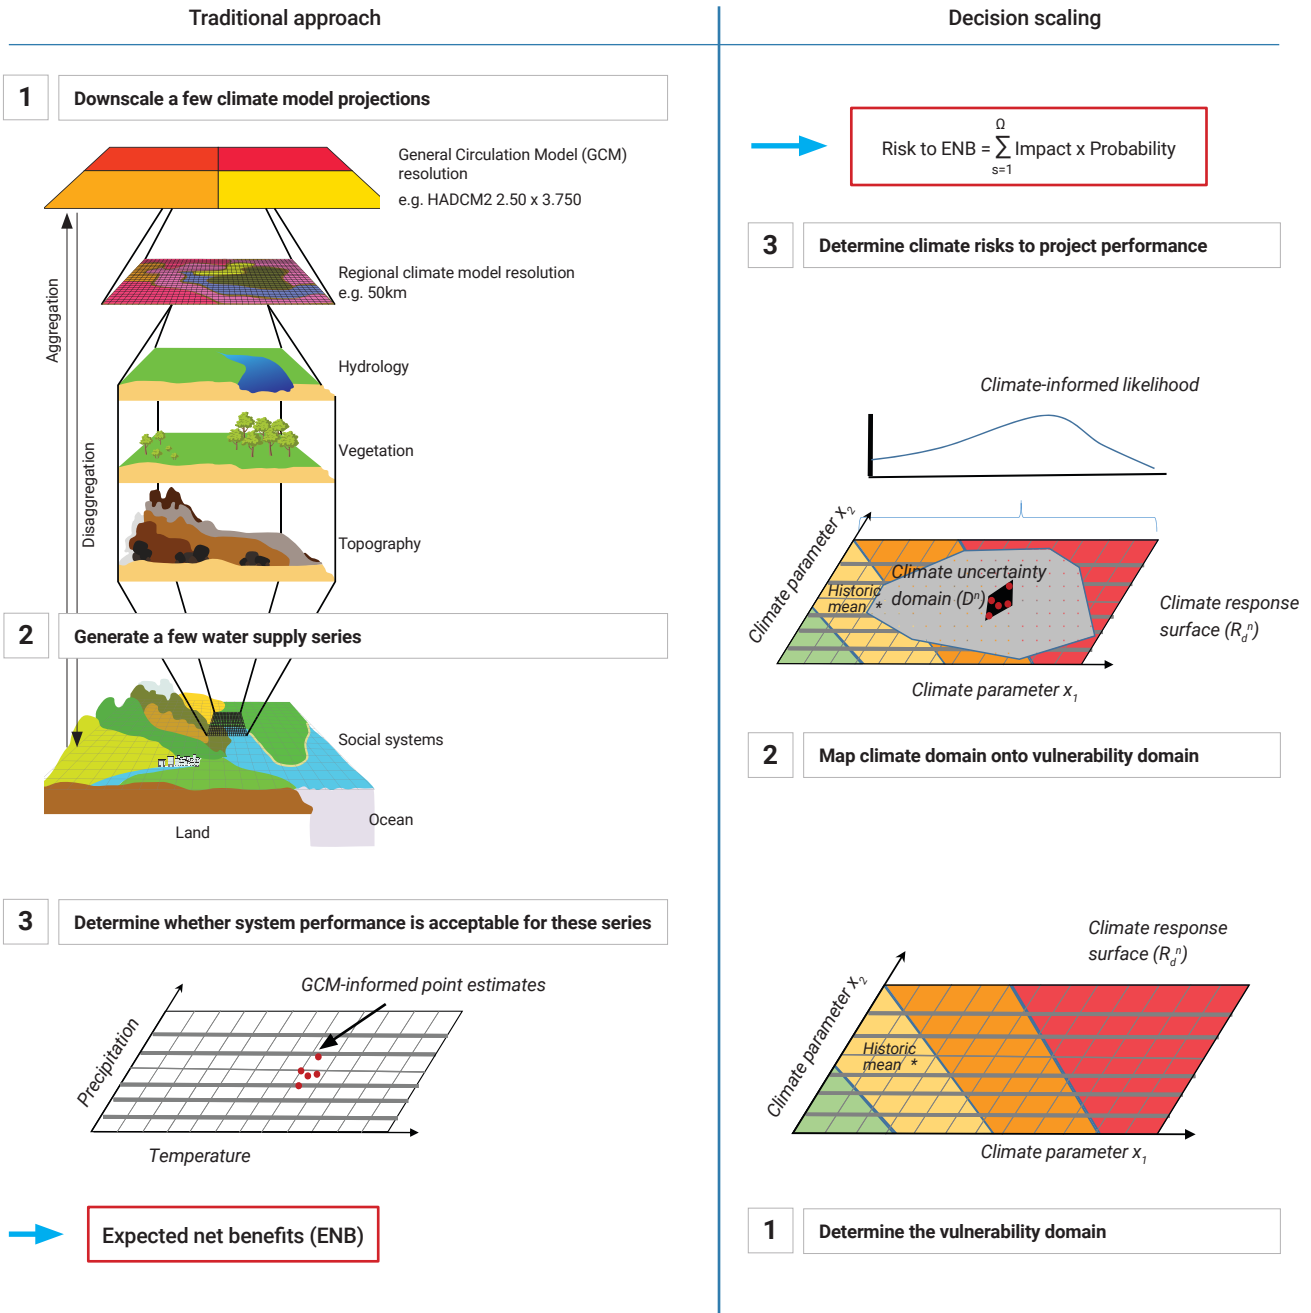 Traditional approach
1
Downscale a few climate model projections
General Circulation Model (GCM)
resolution
e.g. HADCM2 2.50 x 3.750
Regional climate model resolution
e.g. 50km
Aggregation
Disaggregation
Hydrology
Vegetation
Topography
2
Generate a few water supply series
Social systems
Ocean
Land
3
Determine whether system performance is acceptable for these series
GCM-informed point estimates
Precipitation
Temperature
Expected net benefits (ENB)
Decision scaling
Risk to ENB = Ω∑s=1 Impact x Probability
3
Determine climate risks to project performance
Climate-informed likelihood
Climate parameter x₂
Climate uncertainty
domain (Dⁿ)
Historic
mean *
Climate response
surface (R_dⁿ)
Climate parameter x₁
2
Map climate domain onto vulnerability domain
Climate response
surface (R_dⁿ)
Climate parameter x₂
Historic
mean *
Climate parameter x₁
1
Determine the vulnerability domain